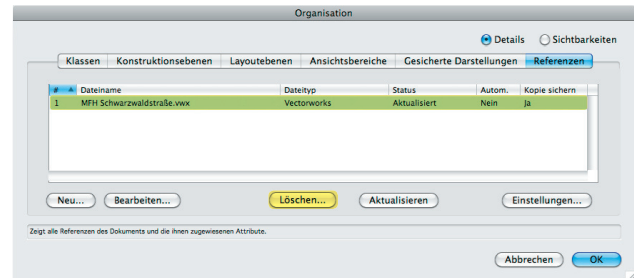 Organisation
Details Sichtbarkeiten
Klassen Konstruktionsebenen Layoutebenen Ansichtsbereiche Gesicherte Darstellungen Referenzen
# Dateiname Dateityp Status Autom. Kopie sichern
1 MFH Schwarzwaldstraße.vwx Vectorworks Aktualisiert Nein Ja
Neu... Bearbeiten... Löschen... Aktualisieren Einstellungen...
Zeigt alle Referenzen des Dokuments und die ihnen zugewiesenen Attribute.
Abbrechen OK